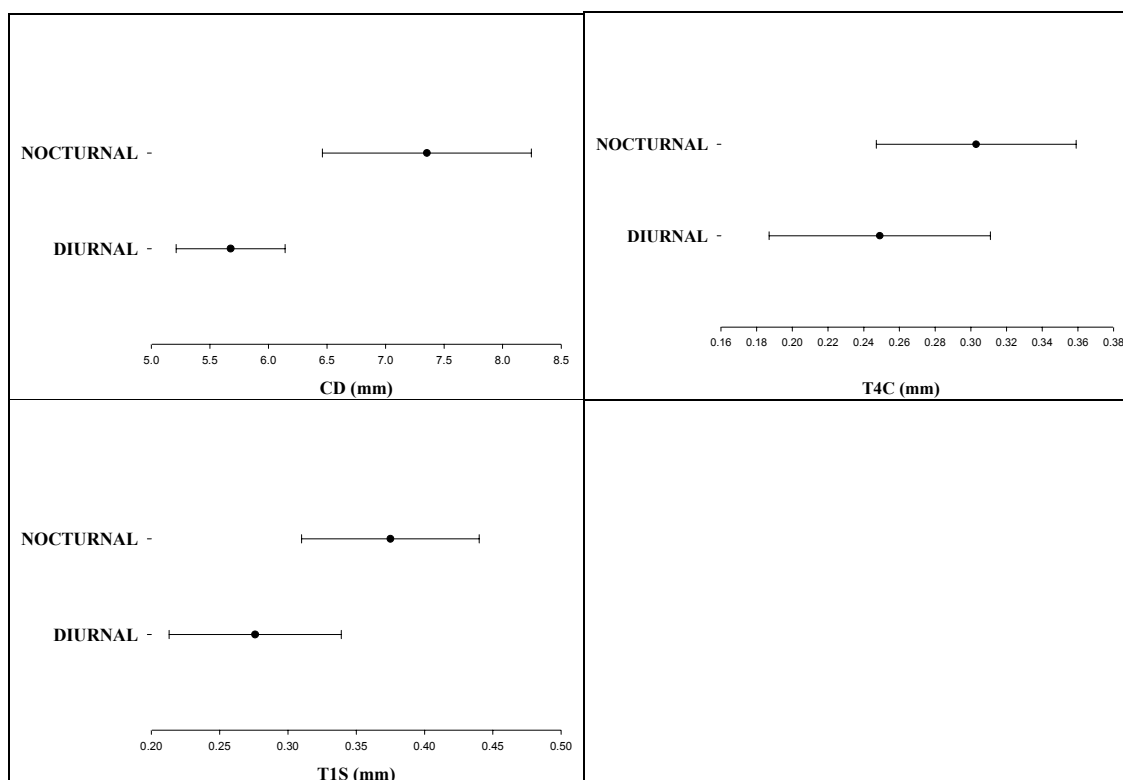 NOCTURNAL
DIURNAL
5.0 5.5 6.0 6.5 7.0 7.5 8.0 8.5
CD (mm)
NOCTURNAL
DIURNAL
0.16 0.18 0.20 0.22 0.24 0.26 0.28 0.30 0.32 0.34 0.36 0.38
T4C (mm)
NOCTURNAL
DIURNAL
0.20 0.25 0.30 0.35 0.40 0.45 0.50
T1S (mm)